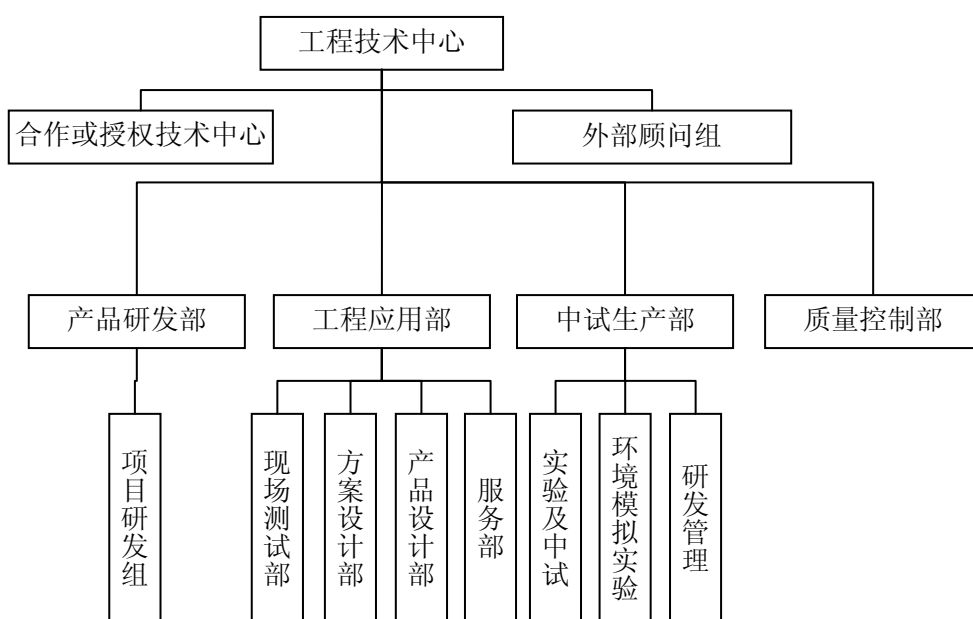 工程技术中心
合作或授权技术中心
外部顾问组
产品研发部
工程应用部
中试生产部
质量控制部
项目研发组
现场测试部
方案设计部
产品设计部
服务部
实验及中试
环境模拟实验
研发管理